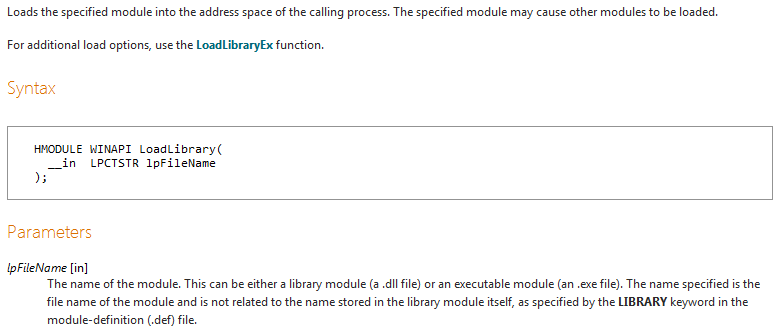 Loads the specified module into the address space of the calling process. The specified module may cause other modules to be loaded.
For additional load options, use the LoadLibraryEx function.
Syntax
HMODULE WINAPI LoadLibrary(
  __in  LPCTSTR lpFileName
);
Parameters
lpFileName [in]
The name of the module. This can be either a library module (a .dll file) or an executable module (an .exe file). The name specified is the
file name of the module and is not related to the name stored in the library module itself, as specified by the LIBRARY keyword in the
module-definition (.def) file.